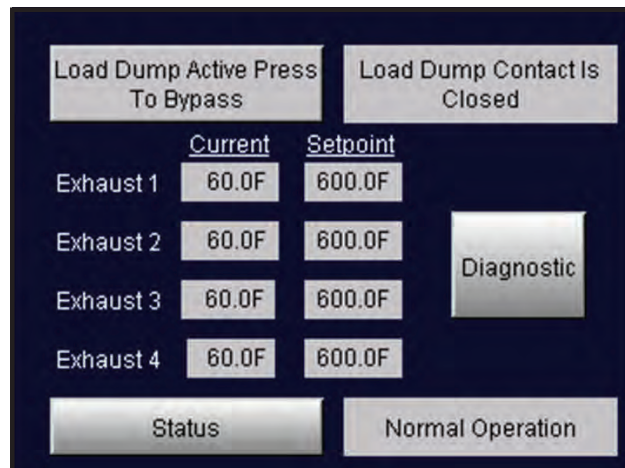 Load Dump Active Press
To Bypass
Load Dump Contact Is
Closed
Current Setpoint
Exhaust 1 60.0F 600.0F
Exhaust 2 60.0F 600.0F
Diagnostic
Exhaust 3 60.0F 600.0F
Exhaust 4 60.0F 600.0F
Status
Normal Operation